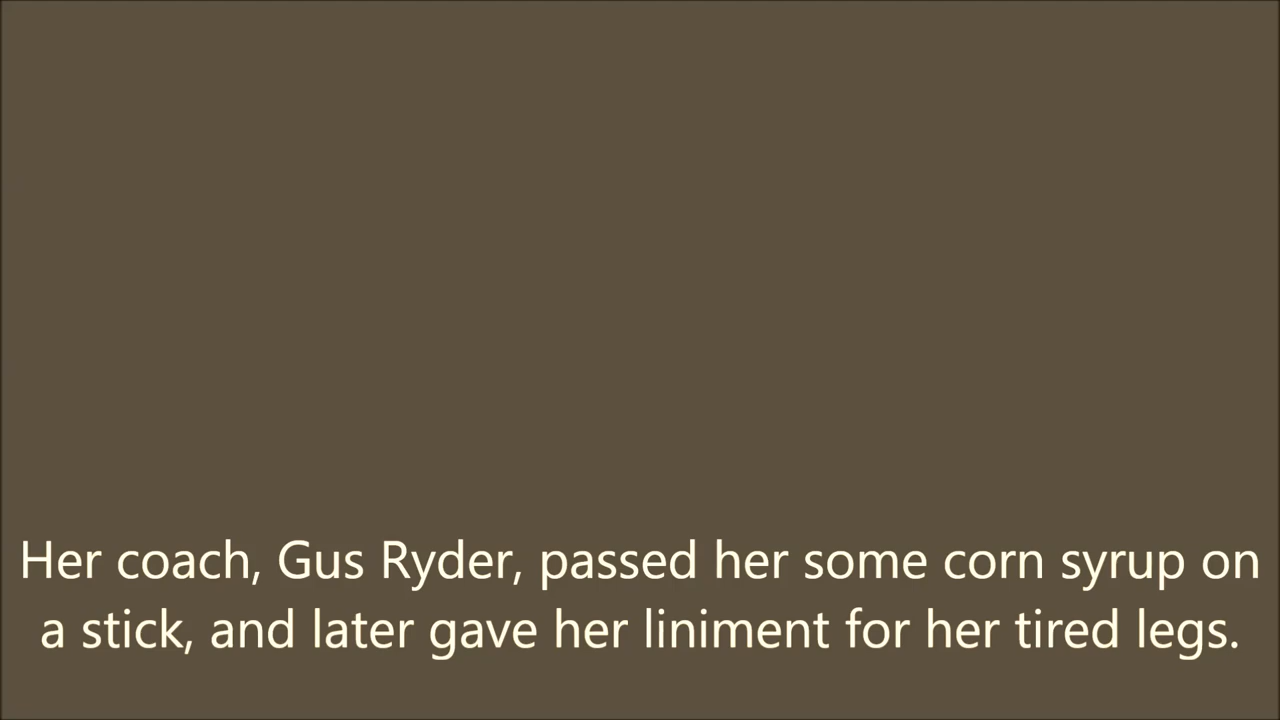 Her coach, Gus Ryder, passed her some corn syrup on
a stick, and later gave her liniment for her tired legs.